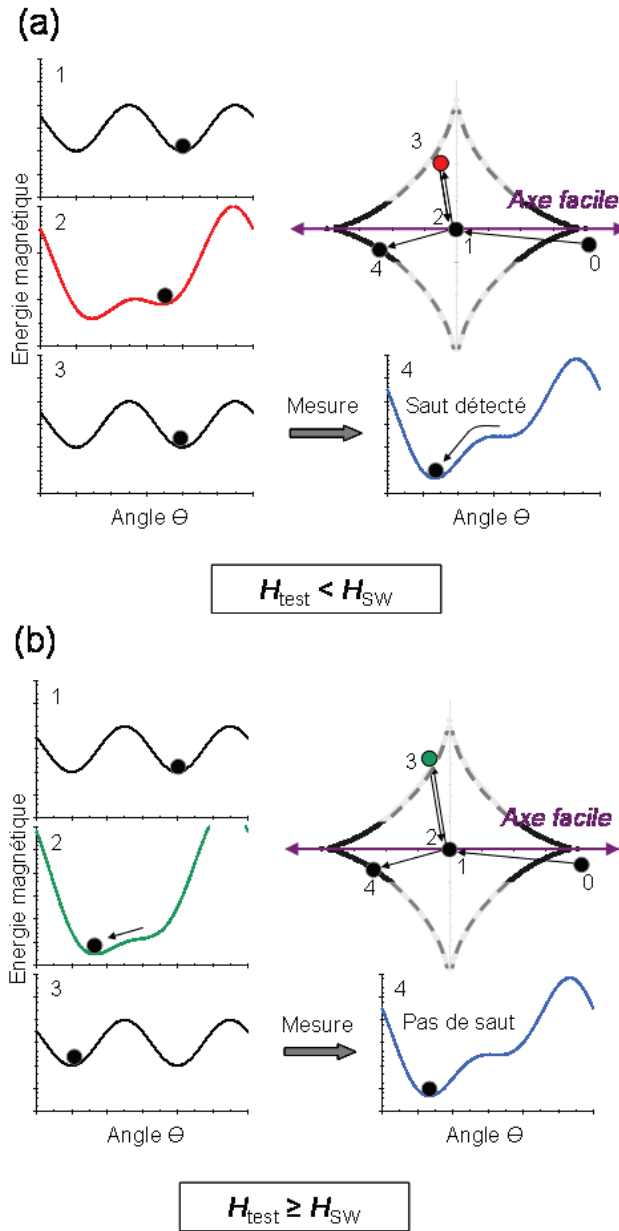 (a)
1
2
3
Energie magnétique
Angle Θ
3
2
Axe facile
1
0
4
Mesure
4
Saut détecté
Angle Θ
H_test < H_SW
(b)
1
2
3
Energie magnétique
Angle Θ
3
2
Axe facile
1
0
4
Mesure
4
Pas de saut
Angle Θ
H_test ≥ H_SW